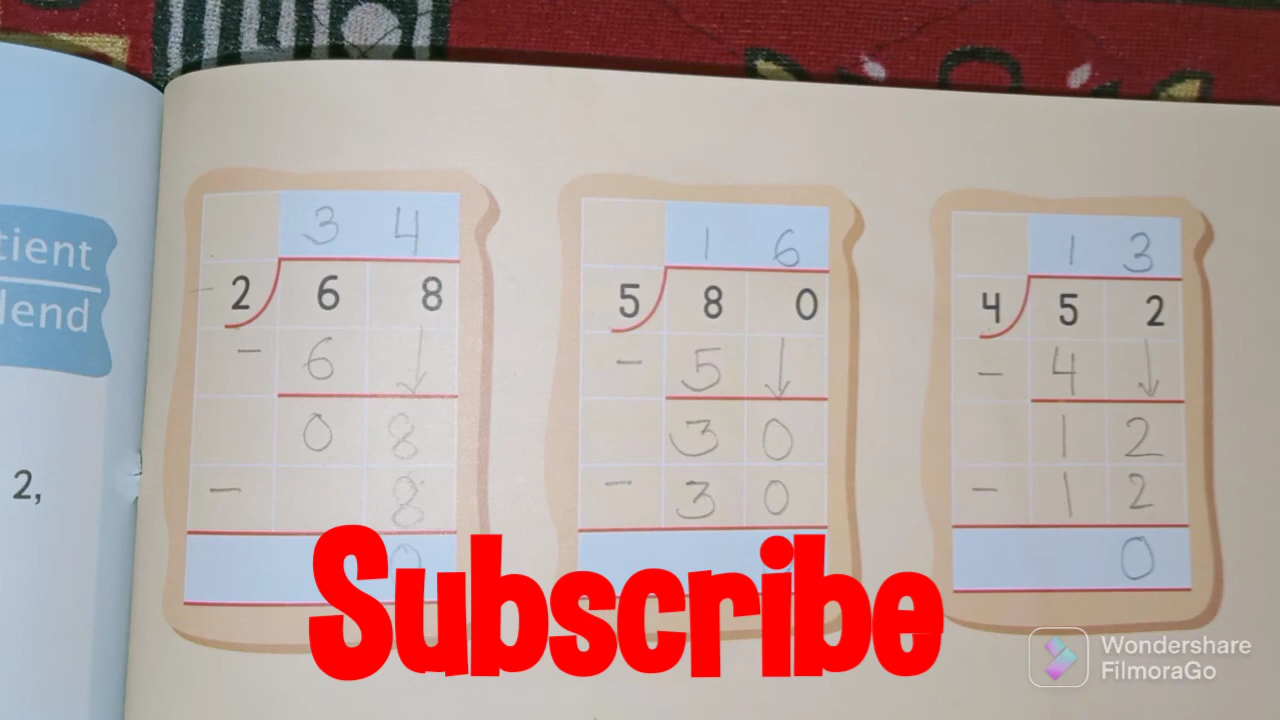 tient
lend
2,
3 4
2 6 8
- 6 ↓
0 8
- 8
0
1 6
5 8 0
- 5 ↓
3 0
- 3 0
1 3
4 5 2
- 4 ↓
1 2
- 1 2
0
Subscribe
Wondershare
FilmoraGo